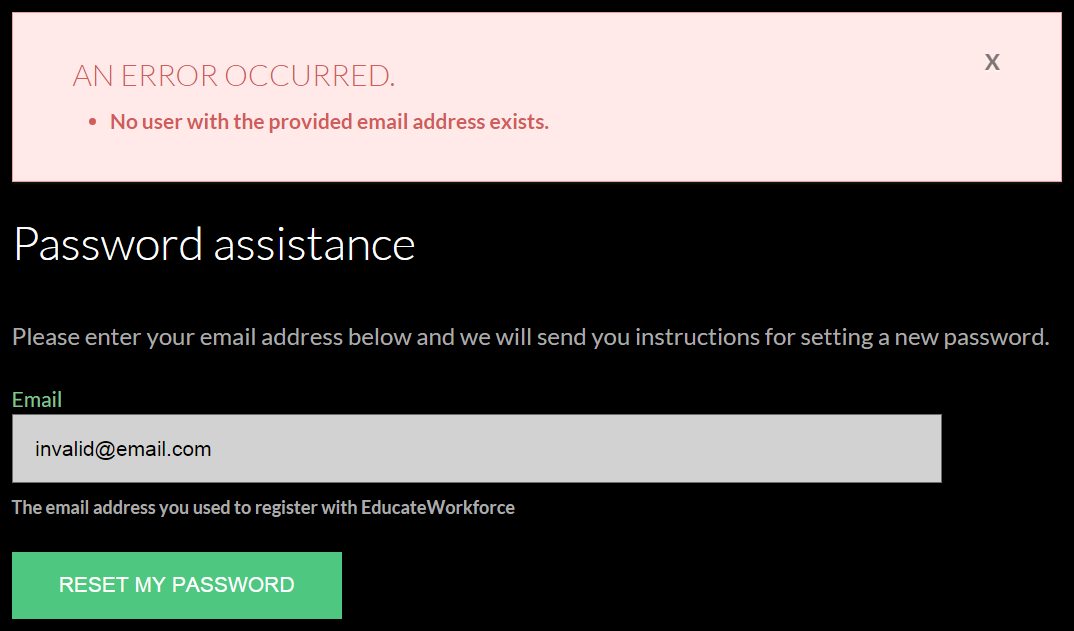 AN ERROR OCCURRED.
X
• No user with the provided email address exists.
Password assistance
Please enter your email address below and we will send you instructions for setting a new password.
Email
invalid@email.com
The email address you used to register with EducateWorkforce
RESET MY PASSWORD